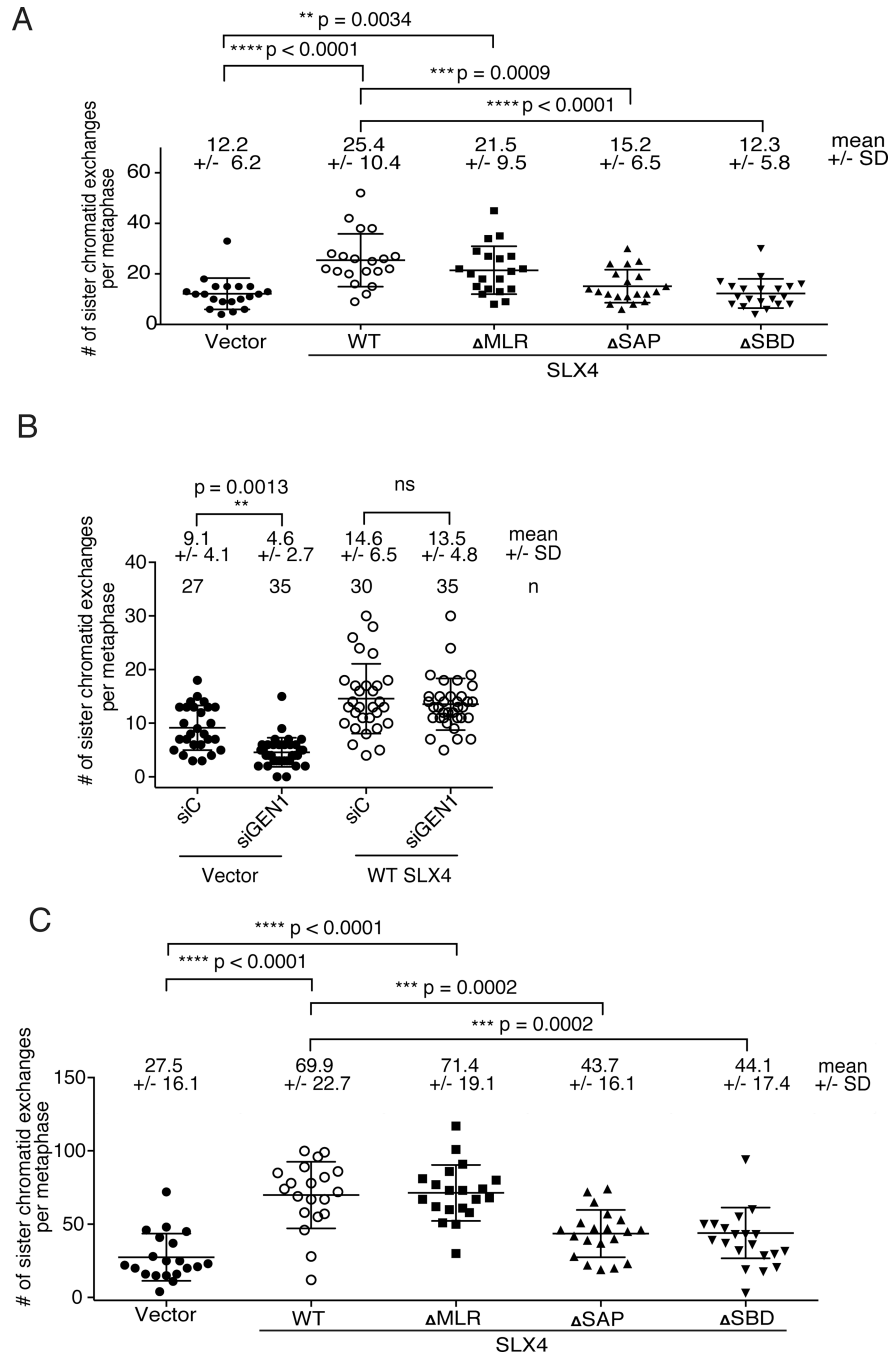 A
** p = 0.0034
**** p < 0.0001
*** p = 0.0009
**** p < 0.0001
12.2 25.4 21.5 15.2 12.3 mean
+/- 6.2 +/- 10.4 +/- 9.5 +/- 6.5 +/- 5.8 +/- SD
# of sister chromatid exchanges
per metaphase
60
40
20
0
Vector WT ΔMLR ΔSAP ΔSBD
SLX4
B
p = 0.0013 ns
**
9.1 4.6 14.6 13.5 mean
+/- 4.1 +/- 2.7 +/- 6.5 +/- 4.8 +/- SD
27 35 30 35 n
# of sister chromatid exchanges
per metaphase
40
30
20
10
0
siC siGEN1 siC siGEN1
Vector WT SLX4
C
**** p < 0.0001
**** p < 0.0001
*** p = 0.0002
*** p = 0.0002
27.5 69.9 71.4 43.7 44.1 mean
+/- 16.1 +/- 22.7 +/- 19.1 +/- 16.1 +/- 17.4 +/- SD
# of sister chromatid exchanges
per metaphase
150
100
50
0
Vector WT ΔMLR ΔSAP ΔSBD
SLX4